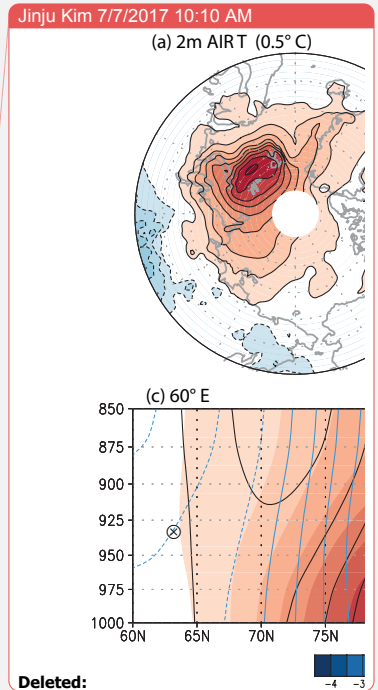 Jinju Kim 7/7/2017 10:10 AM
(a) 2m AIR T (0.5° C)
(c) 60° E
850
875
900
925
950
975
1000
60N 65N 70N 75N
Deleted:
-4 -3